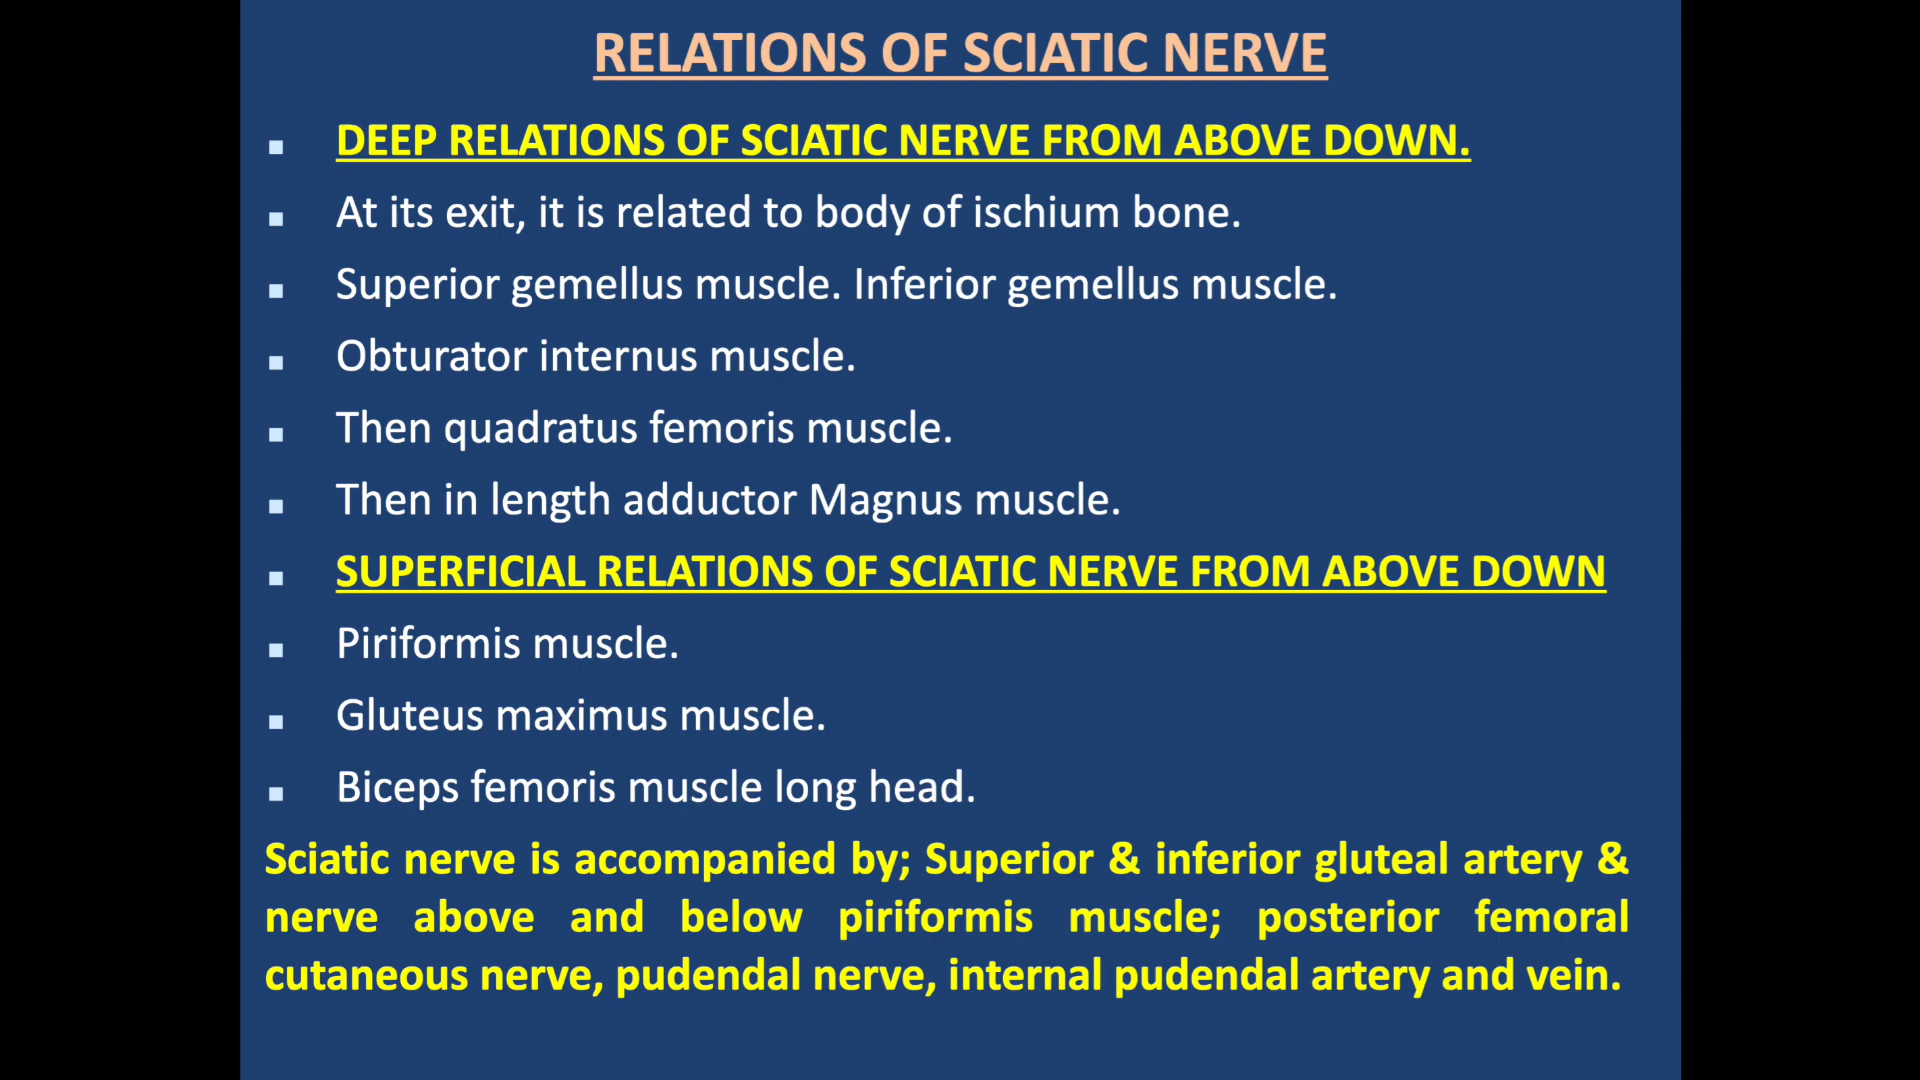 RELATIONS OF SCIATIC NERVE
DEEP RELATIONS OF SCIATIC NERVE FROM ABOVE DOWN.
At its exit, it is related to body of ischium bone.
Superior gemellus muscle. Inferior gemellus muscle.
Obturator internus muscle.
Then quadratus femoris muscle.
Then in length adductor Magnus muscle.
SUPERFICIAL RELATIONS OF SCIATIC NERVE FROM ABOVE DOWN
Piriformis muscle.
Gluteus maximus muscle.
Biceps femoris muscle long head.
Sciatic nerve is accompanied by; Superior & inferior gluteal artery &
nerve above and below piriformis muscle; posterior femoral
cutaneous nerve, pudendal nerve, internal pudendal artery and vein.